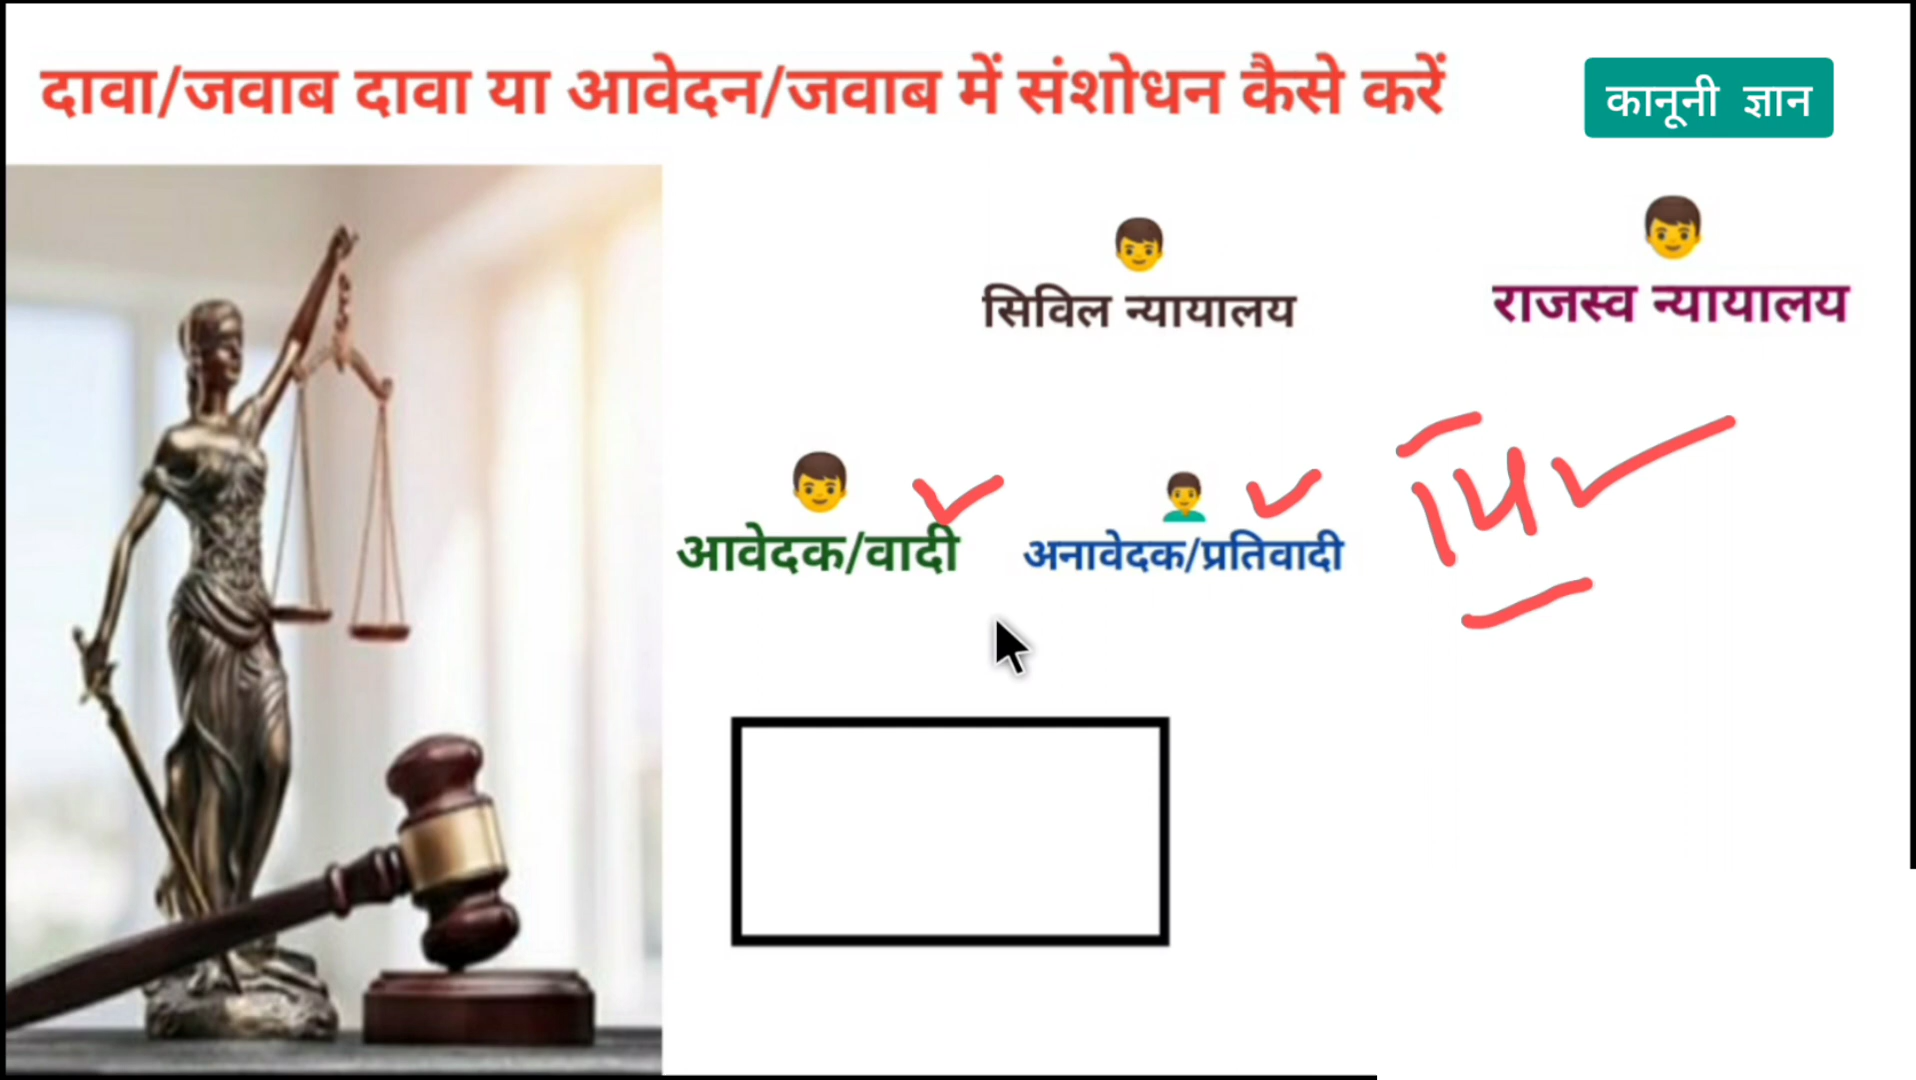 दावा/जवाब दावा या आवेदन/जवाब में संशोधन कैसे करें
कानूनी ज्ञान
सिविल न्यायालय
राजस्व न्यायालय
आवेदक/वादी
अनावेदक/प्रतिवादी